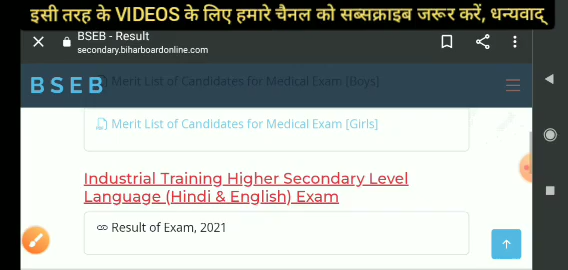 इसी तरह के VIDEOS के लिए हमारे चैनल को सब्सक्राइब जरूर करें, धन्यवाद्
BSEB - Result
secondary.biharboardonline.com
BSEB
Merit List of Candidates for Medical Exam [Boys]
Merit List of Candidates for Medical Exam [Girls]
Industrial Training Higher Secondary Level
Language (Hindi & English) Exam
Result of Exam, 2021